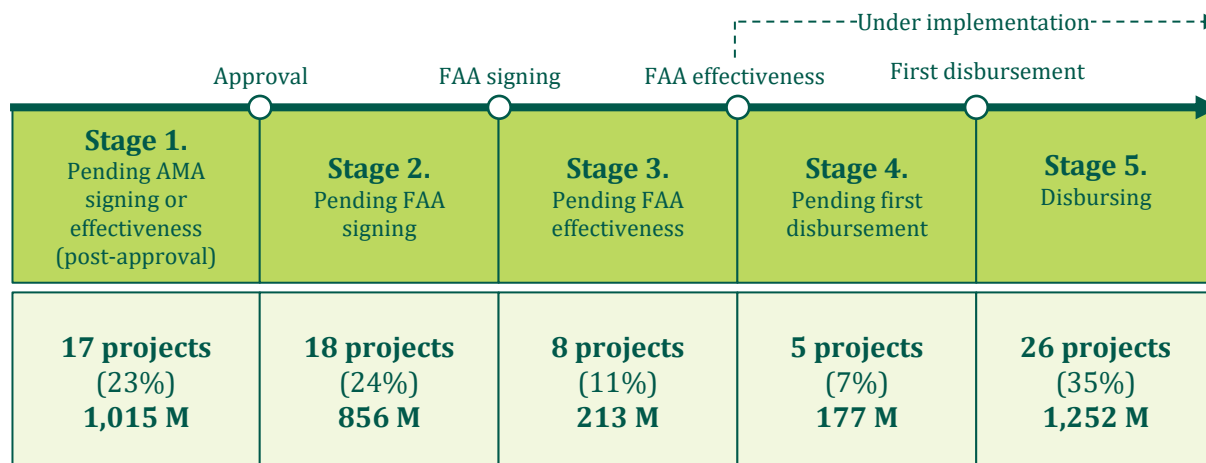 Under implementation
Approval
FAA signing
FAA effectiveness
First disbursement
Stage 1.
Pending AMA
signing or
effectiveness
(post-approval)
Stage 2.
Pending FAA
signing
Stage 3.
Pending FAA
effectiveness
Stage 4.
Pending first
disbursement
Stage 5.
Disbursing
17 projects
(23%)
1,015 M
18 projects
(24%)
856 M
8 projects
(11%)
213 M
5 projects
(7%)
177 M
26 projects
(35%)
1,252 M